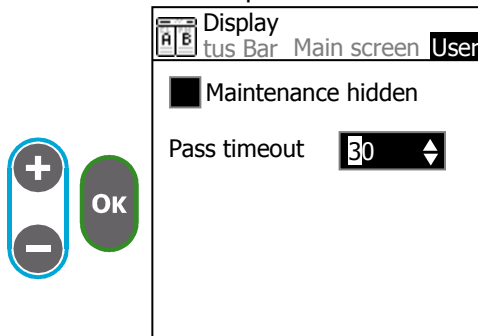 Display
tus Bar Main screen User
Maintenance hidden
Pass timeout 30
OK
A B